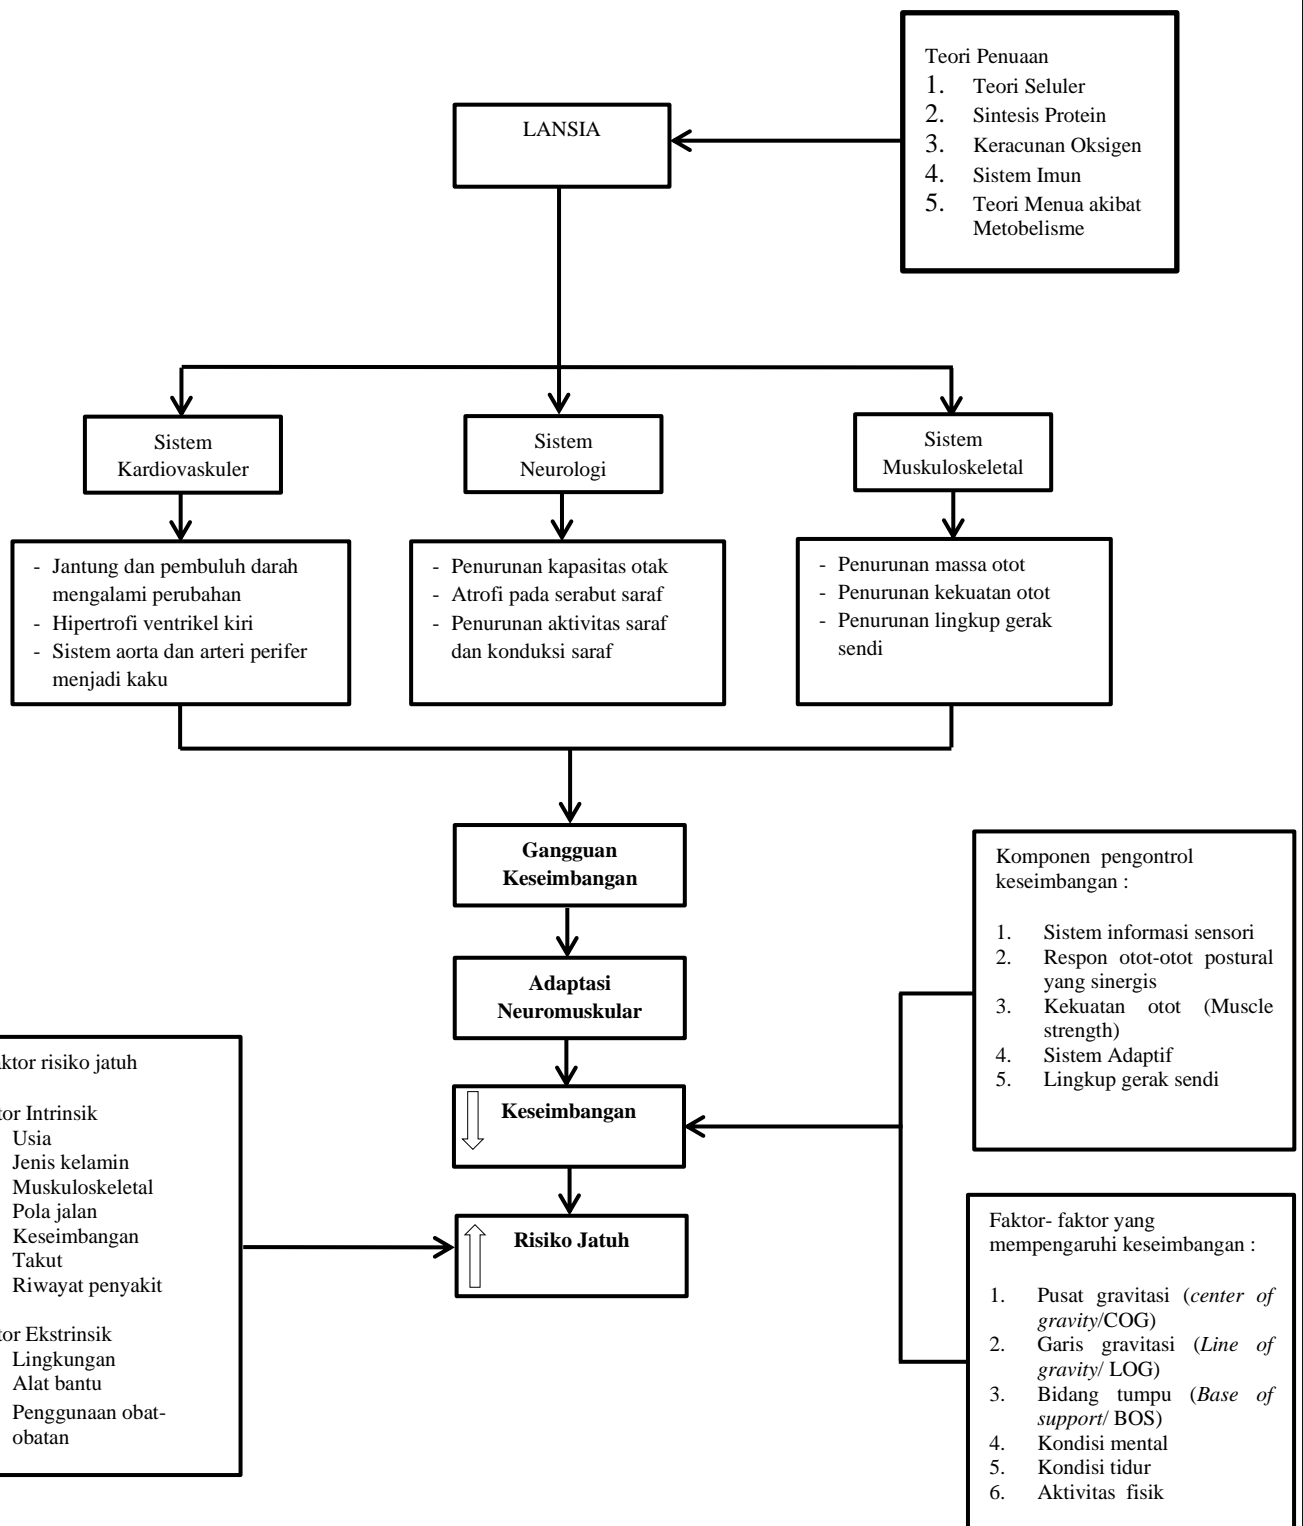 Teori Penuaan
1. Teori Seluler
2. Sintesis Protein
3. Keracunan Oksigen
4. Sistem Imun
5. Teori Menua akibat
Metobelisme
LANSIA
Sistem
Kardiovaskuler
Sistem
Neurologi
Sistem
Muskuloskeletal
- Jantung dan pembuluh darah
mengalami perubahan
- Hipertrofi ventrikel kiri
- Sistem aorta dan arteri perifer
menjadi kaku
- Penurunan kapasitas otak
- Atrofi pada serabut saraf
- Penurunan aktivitas saraf
dan konduksi saraf
- Penurunan massa otot
- Penurunan kekuatan otot
- Penurunan lingkup gerak
sendi
Gangguan
Keseimbangan
Adaptasi
Neuromuskular
Keseimbangan
Risiko Jatuh
Komponen pengontrol
keseimbangan :
1. Sistem informasi sensori
2. Respon otot-otot postural
yang sinergis
3. Kekuatan otot (Muscle
strength)
4. Sistem Adaptif
5. Lingkup gerak sendi
Faktor- faktor yang
mempengaruhi keseimbangan :
1. Pusat gravitasi (center of
gravity/COG)
2. Garis gravitasi (Line of
gravity/ LOG)
3. Bidang tumpu (Base of
support/ BOS)
4. Kondisi mental
5. Kondisi tidur
6. Aktivitas fisik
aktor risiko jatuh
tor Intrinsik
Usia
Jenis kelamin
Muskuloskeletal
Pola jalan
Keseimbangan
Takut
Riwayat penyakit
tor Ekstrinsik
Lingkungan
Alat bantu
Penggunaan obat-
obatan